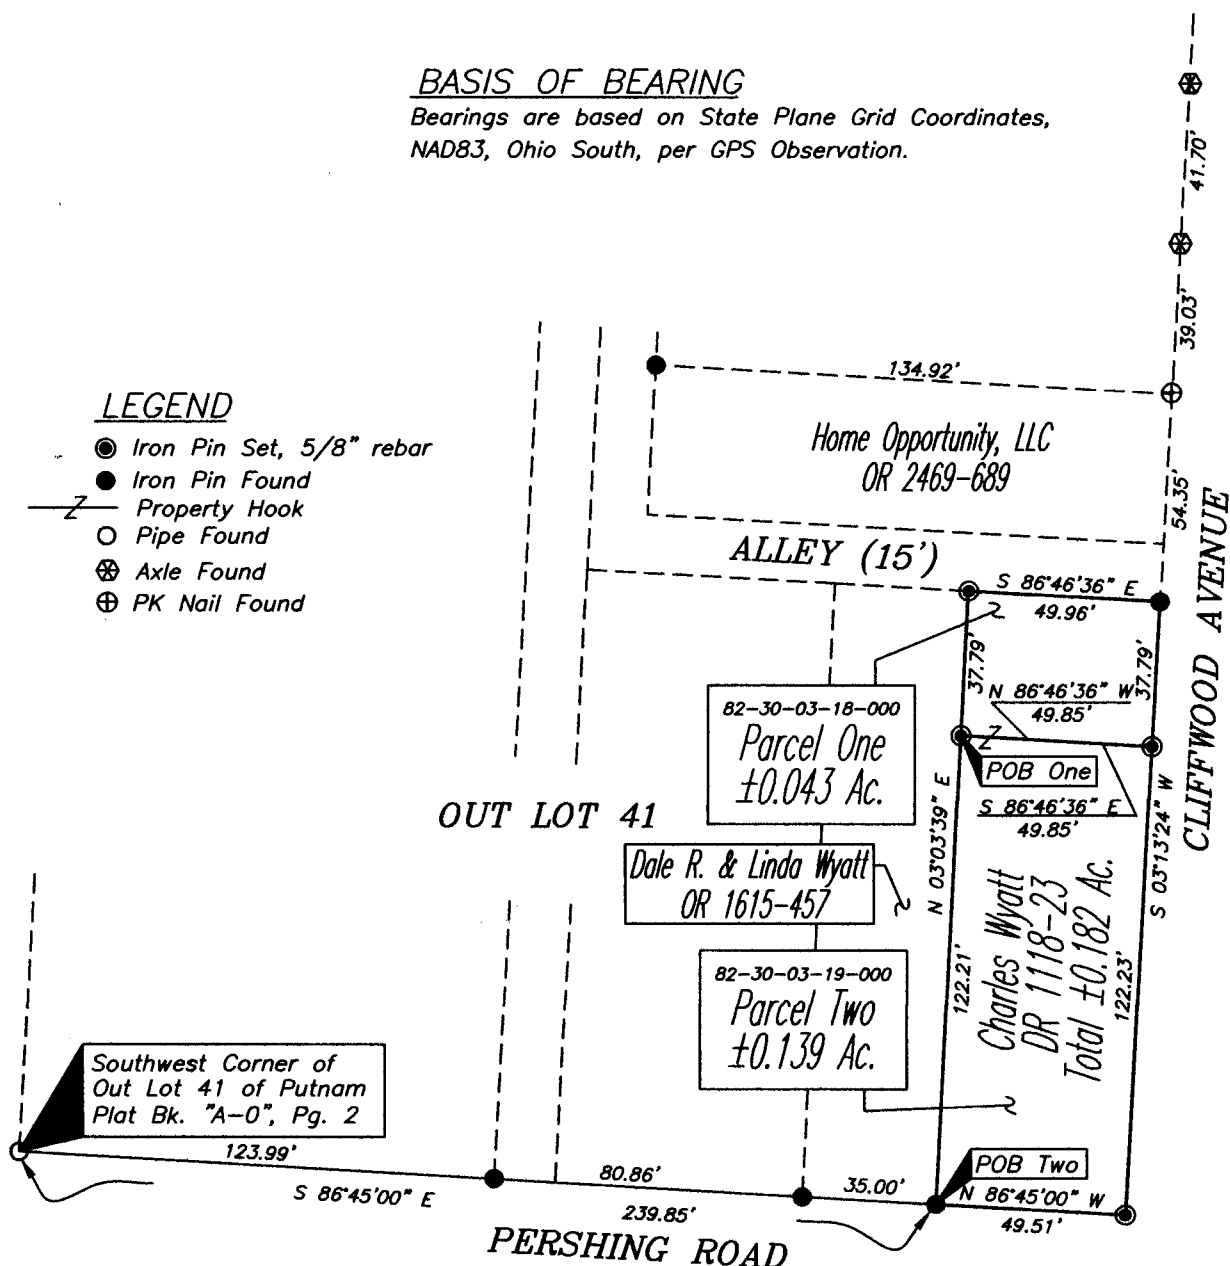 BASIS OF BEARING
Bearings are based on State Plane Grid Coordinates,
NAD83, Ohio South, per GPS Observation.
41.70'
39.03'
134.92'
LEGEND
Iron Pin Set, 5/8" rebar
Iron Pin Found
Property Hook
Pipe Found
Axle Found
PK Nail Found
Home Opportunity, LLC
OR 2469-689
54.35'
ALLEY (15')
CLIFFWOOD AVENUE
S 86°46'36" E
49.96'
37.79'
37.79'
N 86°46'36" W
49.85'
82-30-03-18-000
Parcel One
±0.043 Ac.
POB One
S 86°46'36" E
49.85'
OUT LOT 41
N 03°03'39" E
S 03°13'24" W
Dale R. & Linda Wyatt
OR 1615-457
Charles Wyatt
DR 1118-23
Total ±0.182 Ac.
122.21'
122.23'
82-30-03-19-000
Parcel Two
±0.139 Ac.
Southwest Corner of
Out Lot 41 of Putnam
Plat Bk. "A-0", Pg. 2
123.99'
S 86°45'00" E
80.86'
239.85'
35.00'
POB Two
N 86°45'00" W
49.51'
PERSHING ROAD